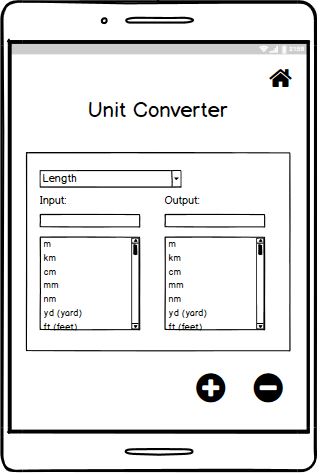 Unit Converter
Length
Input: Output:
m m
km km
cm cm
mm mm
nm nm
yd (yard) yd (yard)
ft (feet) ft (feet)